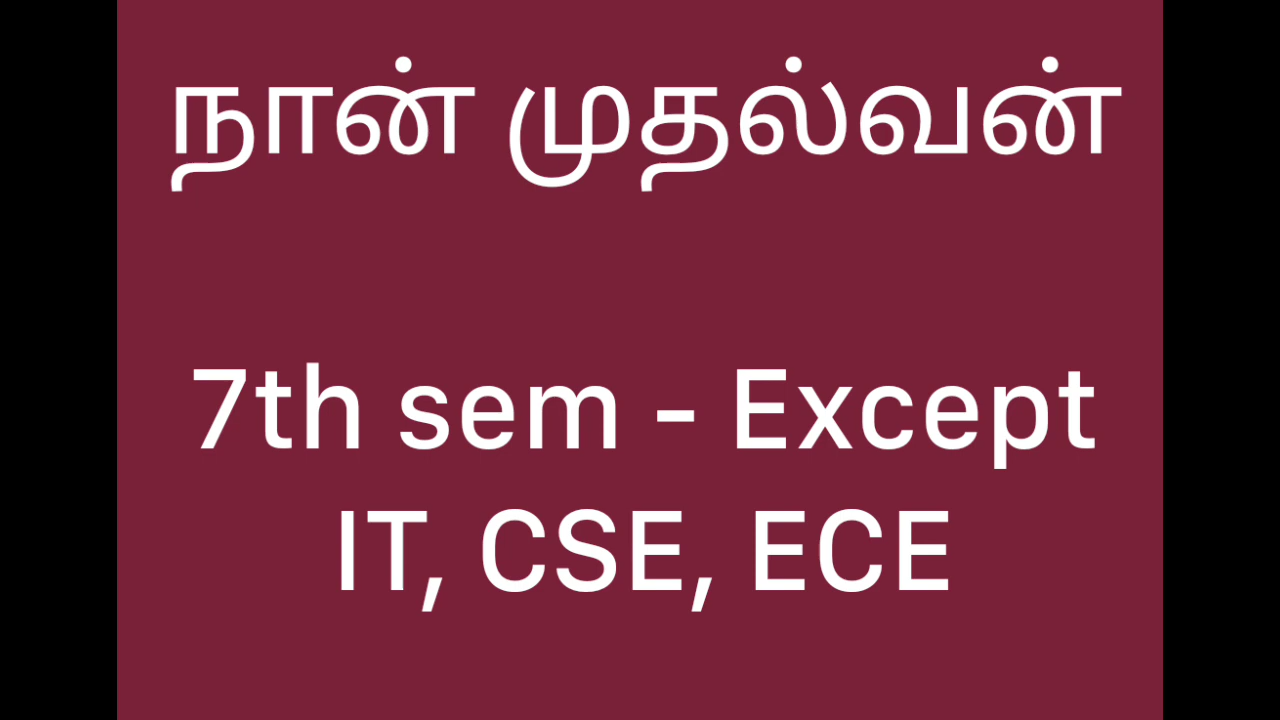 நான் முதல்வன்
7th sem - Except
IT, CSE, ECE